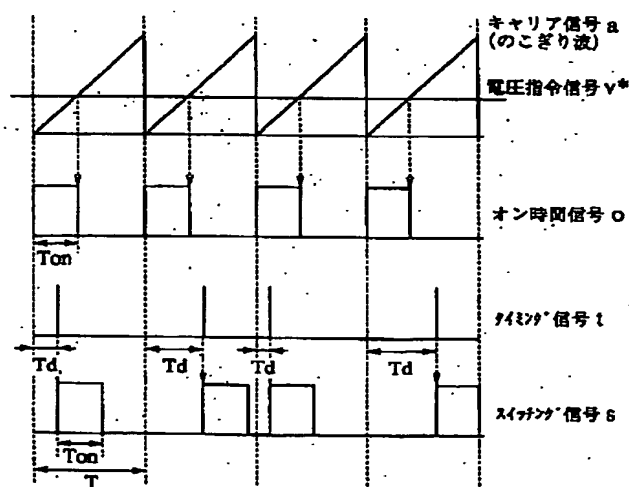 キャリア信号 a
(のこぎり波)
電圧指令信号 v*
オン時間信号 o
Ton
タイミング信号 t
Td
Td
Td
Td
スイッチング信号 s
Ton
T